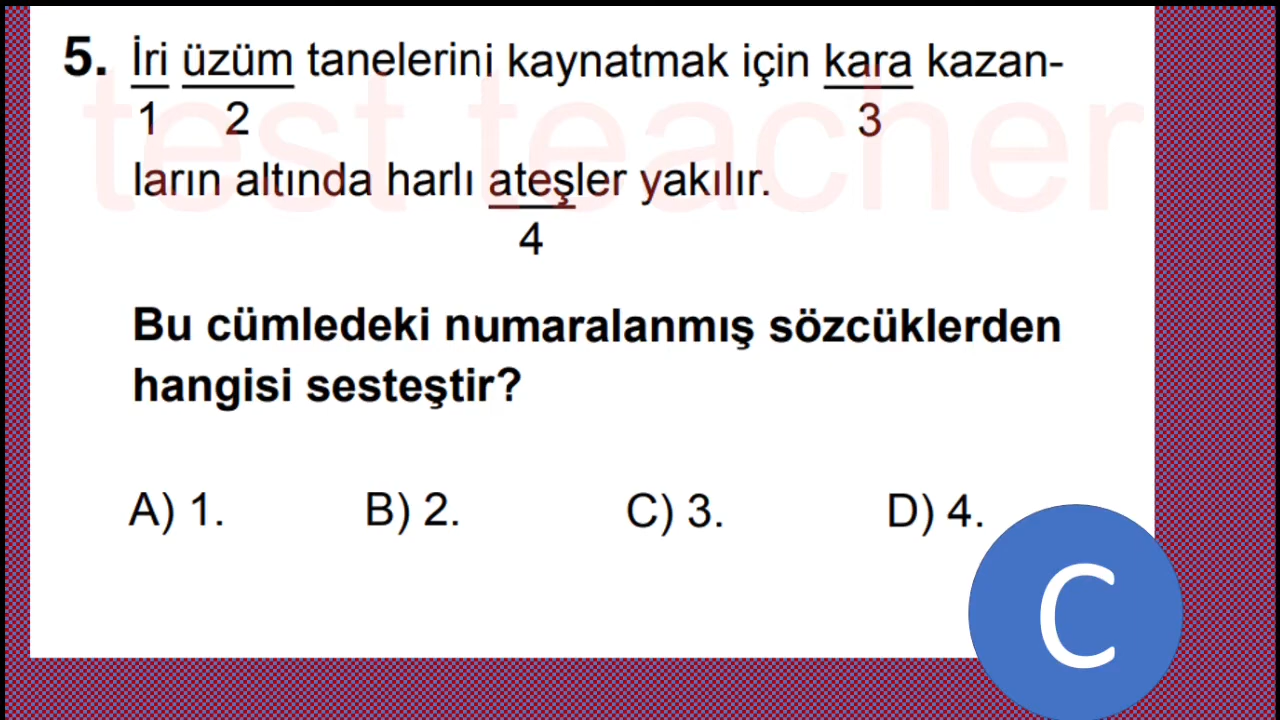 5. İri üzüm tanelerini kaynatmak için kara kazan-
1 2 3
ların altında harlı ateşler yakılır.
4
Bu cümledeki numaralanmış sözcüklerden
hangisi sesteştir?
A) 1. B) 2. C) 3. D) 4.
C
test teacher